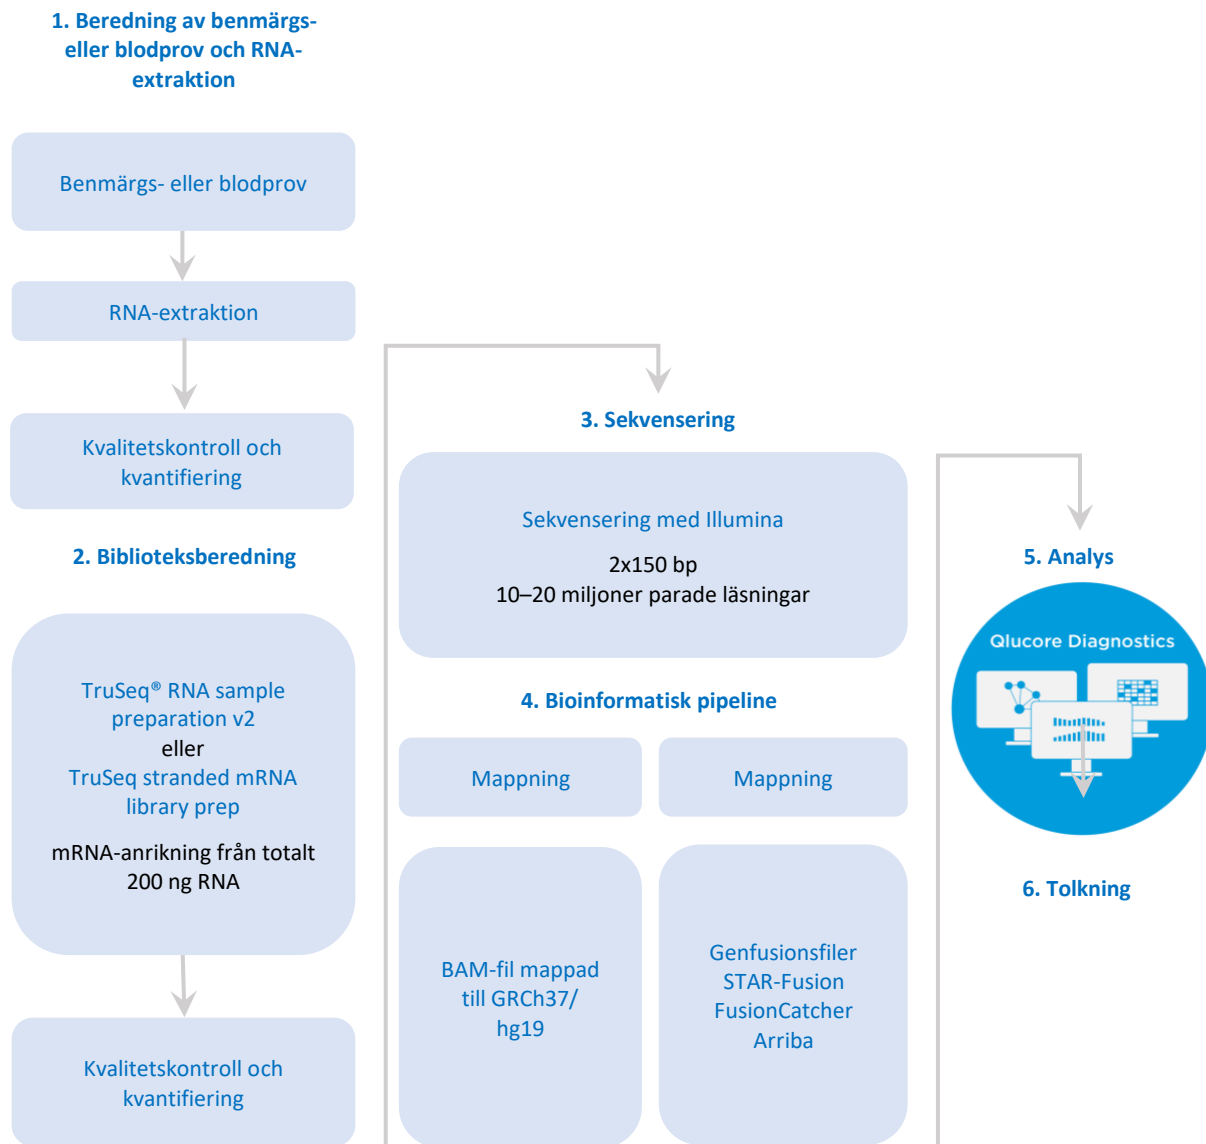 1. Beredning av benmärgs-
eller blodprov och RNA-
extraktion
Benmärgs- eller blodprov
RNA-extraktion
Kvalitetskontroll och
kvantifiering
2. Biblioteksberedning
TruSeq® RNA sample
preparation v2
eller
TruSeq stranded mRNA
library prep
mRNA-anrikning från totalt
200 ng RNA
Kvalitetskontroll och
kvantifiering
3. Sekvensering
Sekvensering med Illumina
2x150 bp
10–20 miljoner parade läsningar
4. Bioinformatisk pipeline
Mappning
Mappning
BAM-fil mappad
till GRCh37/
hg19
Genfusionsfiler
STAR-Fusion
FusionCatcher
Arriba
5. Analys
Qlucore Diagnostics
6. Tolkning